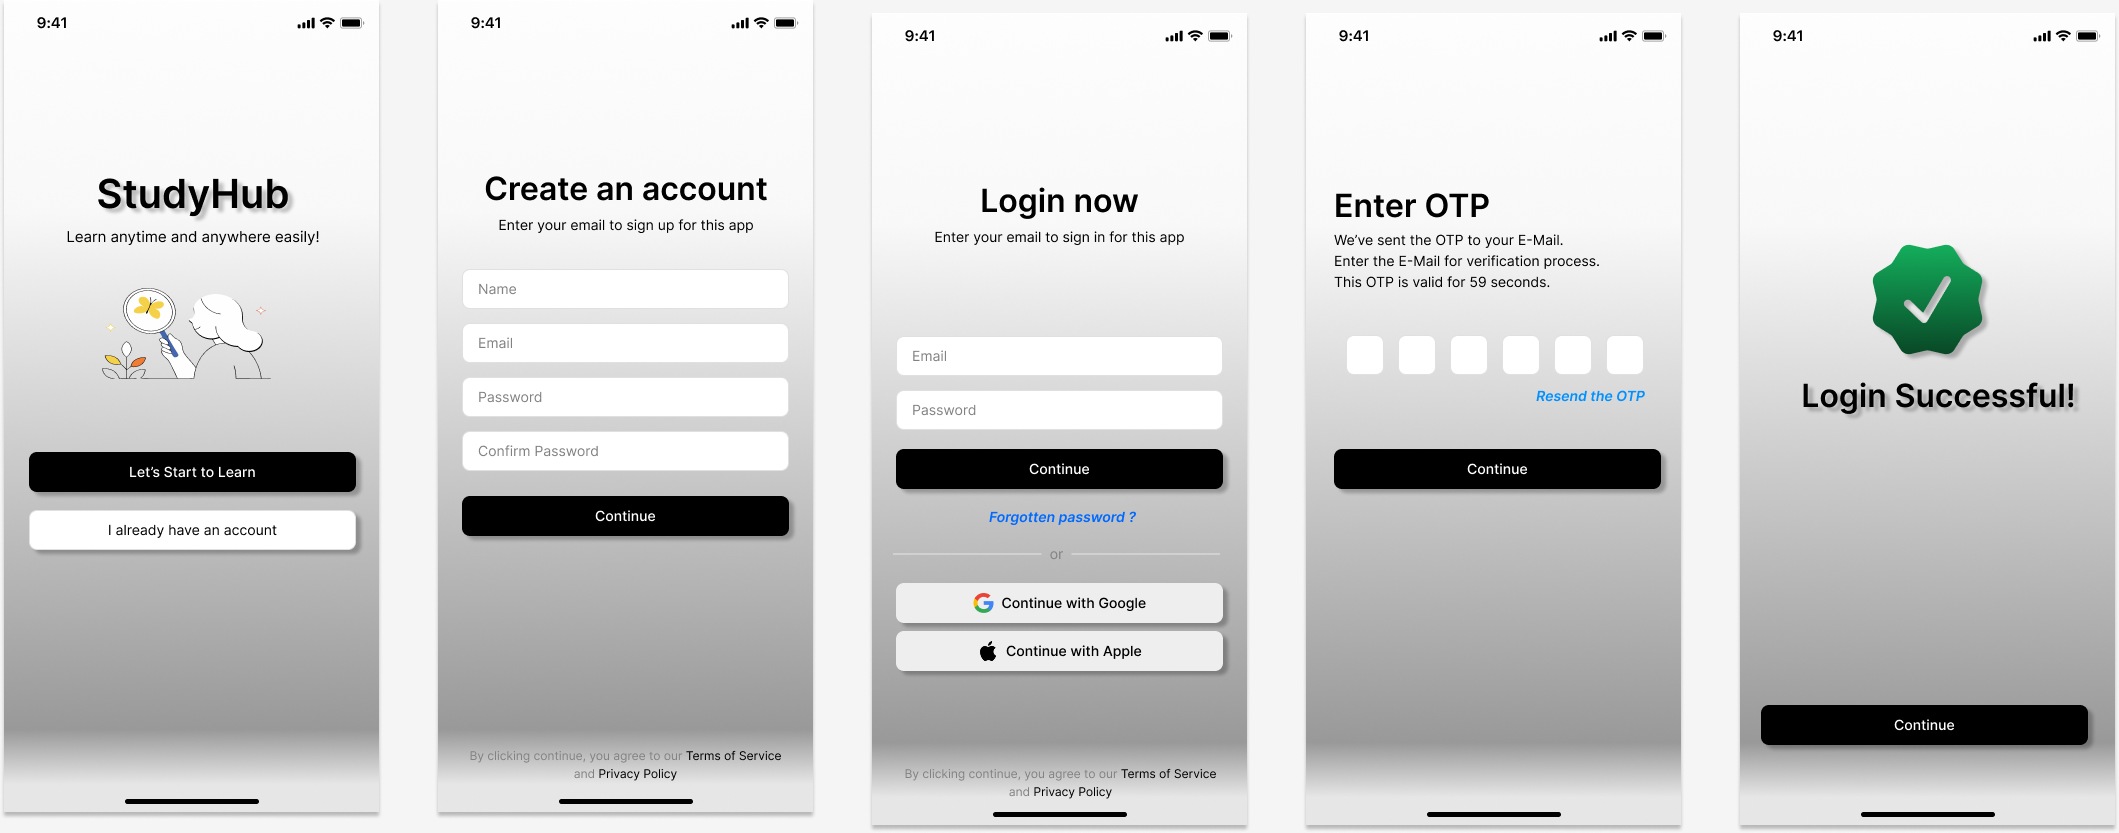 9:41
StudyHub
Learn anytime and anywhere easily!
Let's Start to Learn
I already have an account
9:41
Create an account
Enter your email to sign up for this app
Name
Email
Password
Confirm Password
Continue
By clicking continue, you agree to our Terms of Service
and Privacy Policy
9:41
Login now
Enter your email to sign in for this app
Email
Password
Continue
Forgotten password ?
or
Continue with Google
Continue with Apple
By clicking continue, you agree to our Terms of Service
and Privacy Policy
9:41
Enter OTP
We've sent the OTP to your E-Mail.
Enter the E-Mail for verification process.
This OTP is valid for 59 seconds.
Resend the OTP
Continue
9:41
Login Successful!
Continue